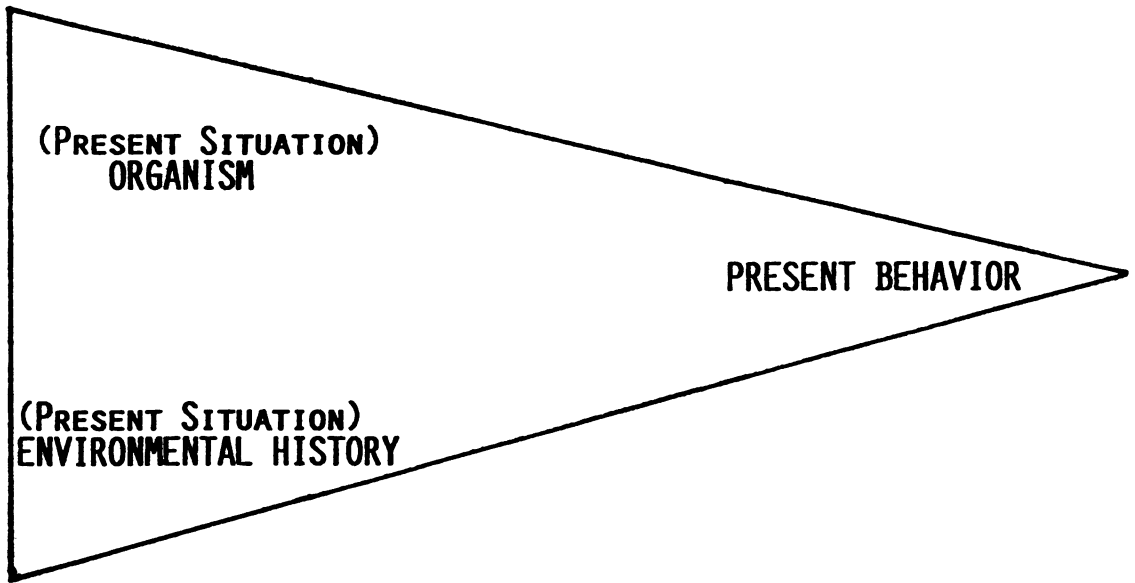 (PRESENT SITUATION)
ORGANISM
PRESENT BEHAVIOR
(PRESENT SITUATION)
ENVIRONMENTAL HISTORY